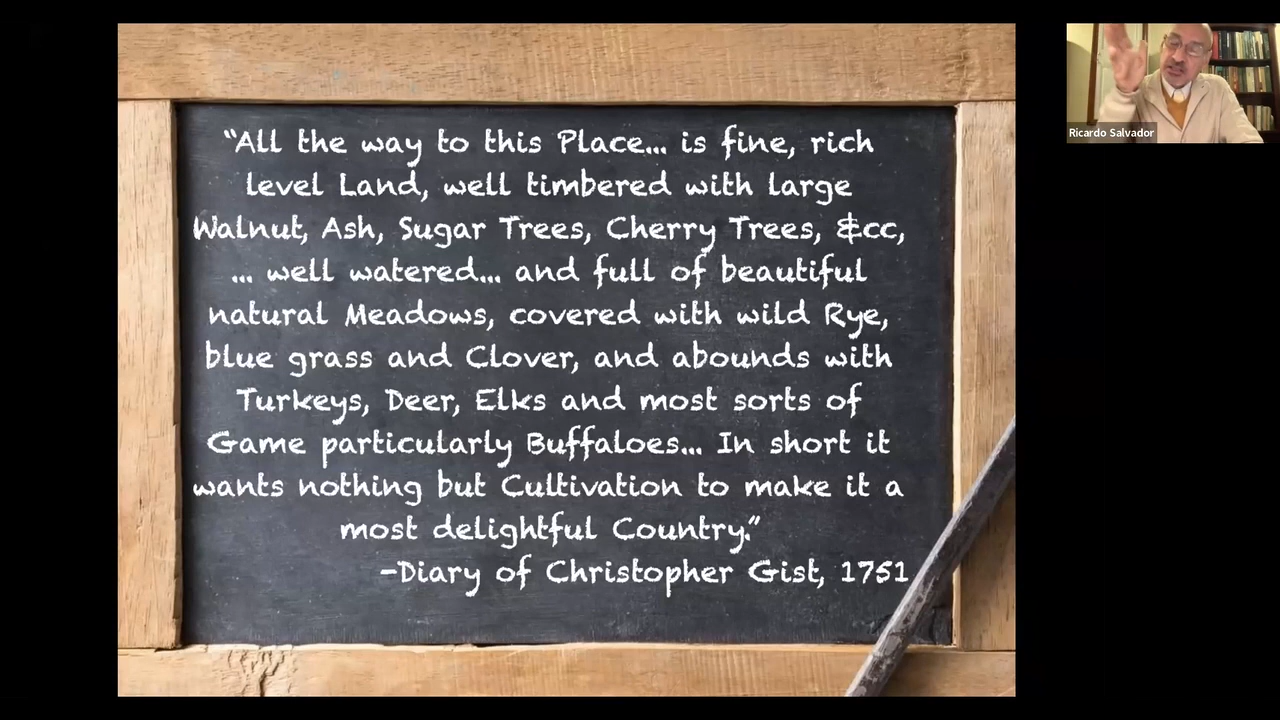 “All the way to this Place... is fine, rich
level Land, well timbered with large
Walnut, Ash, Sugar Trees, Cherry Trees, &cc,
... well watered... and full of beautiful
natural Meadows, covered with wild Rye,
blue grass and Clover, and abounds with
Turkeys, Deer, Elks and most sorts of
Game particularly Buffaloes... In short it
wants nothing but Cultivation to make it a
most delightful Country.”
-Diary of Christopher Gist, 1751
Ricardo Salvador